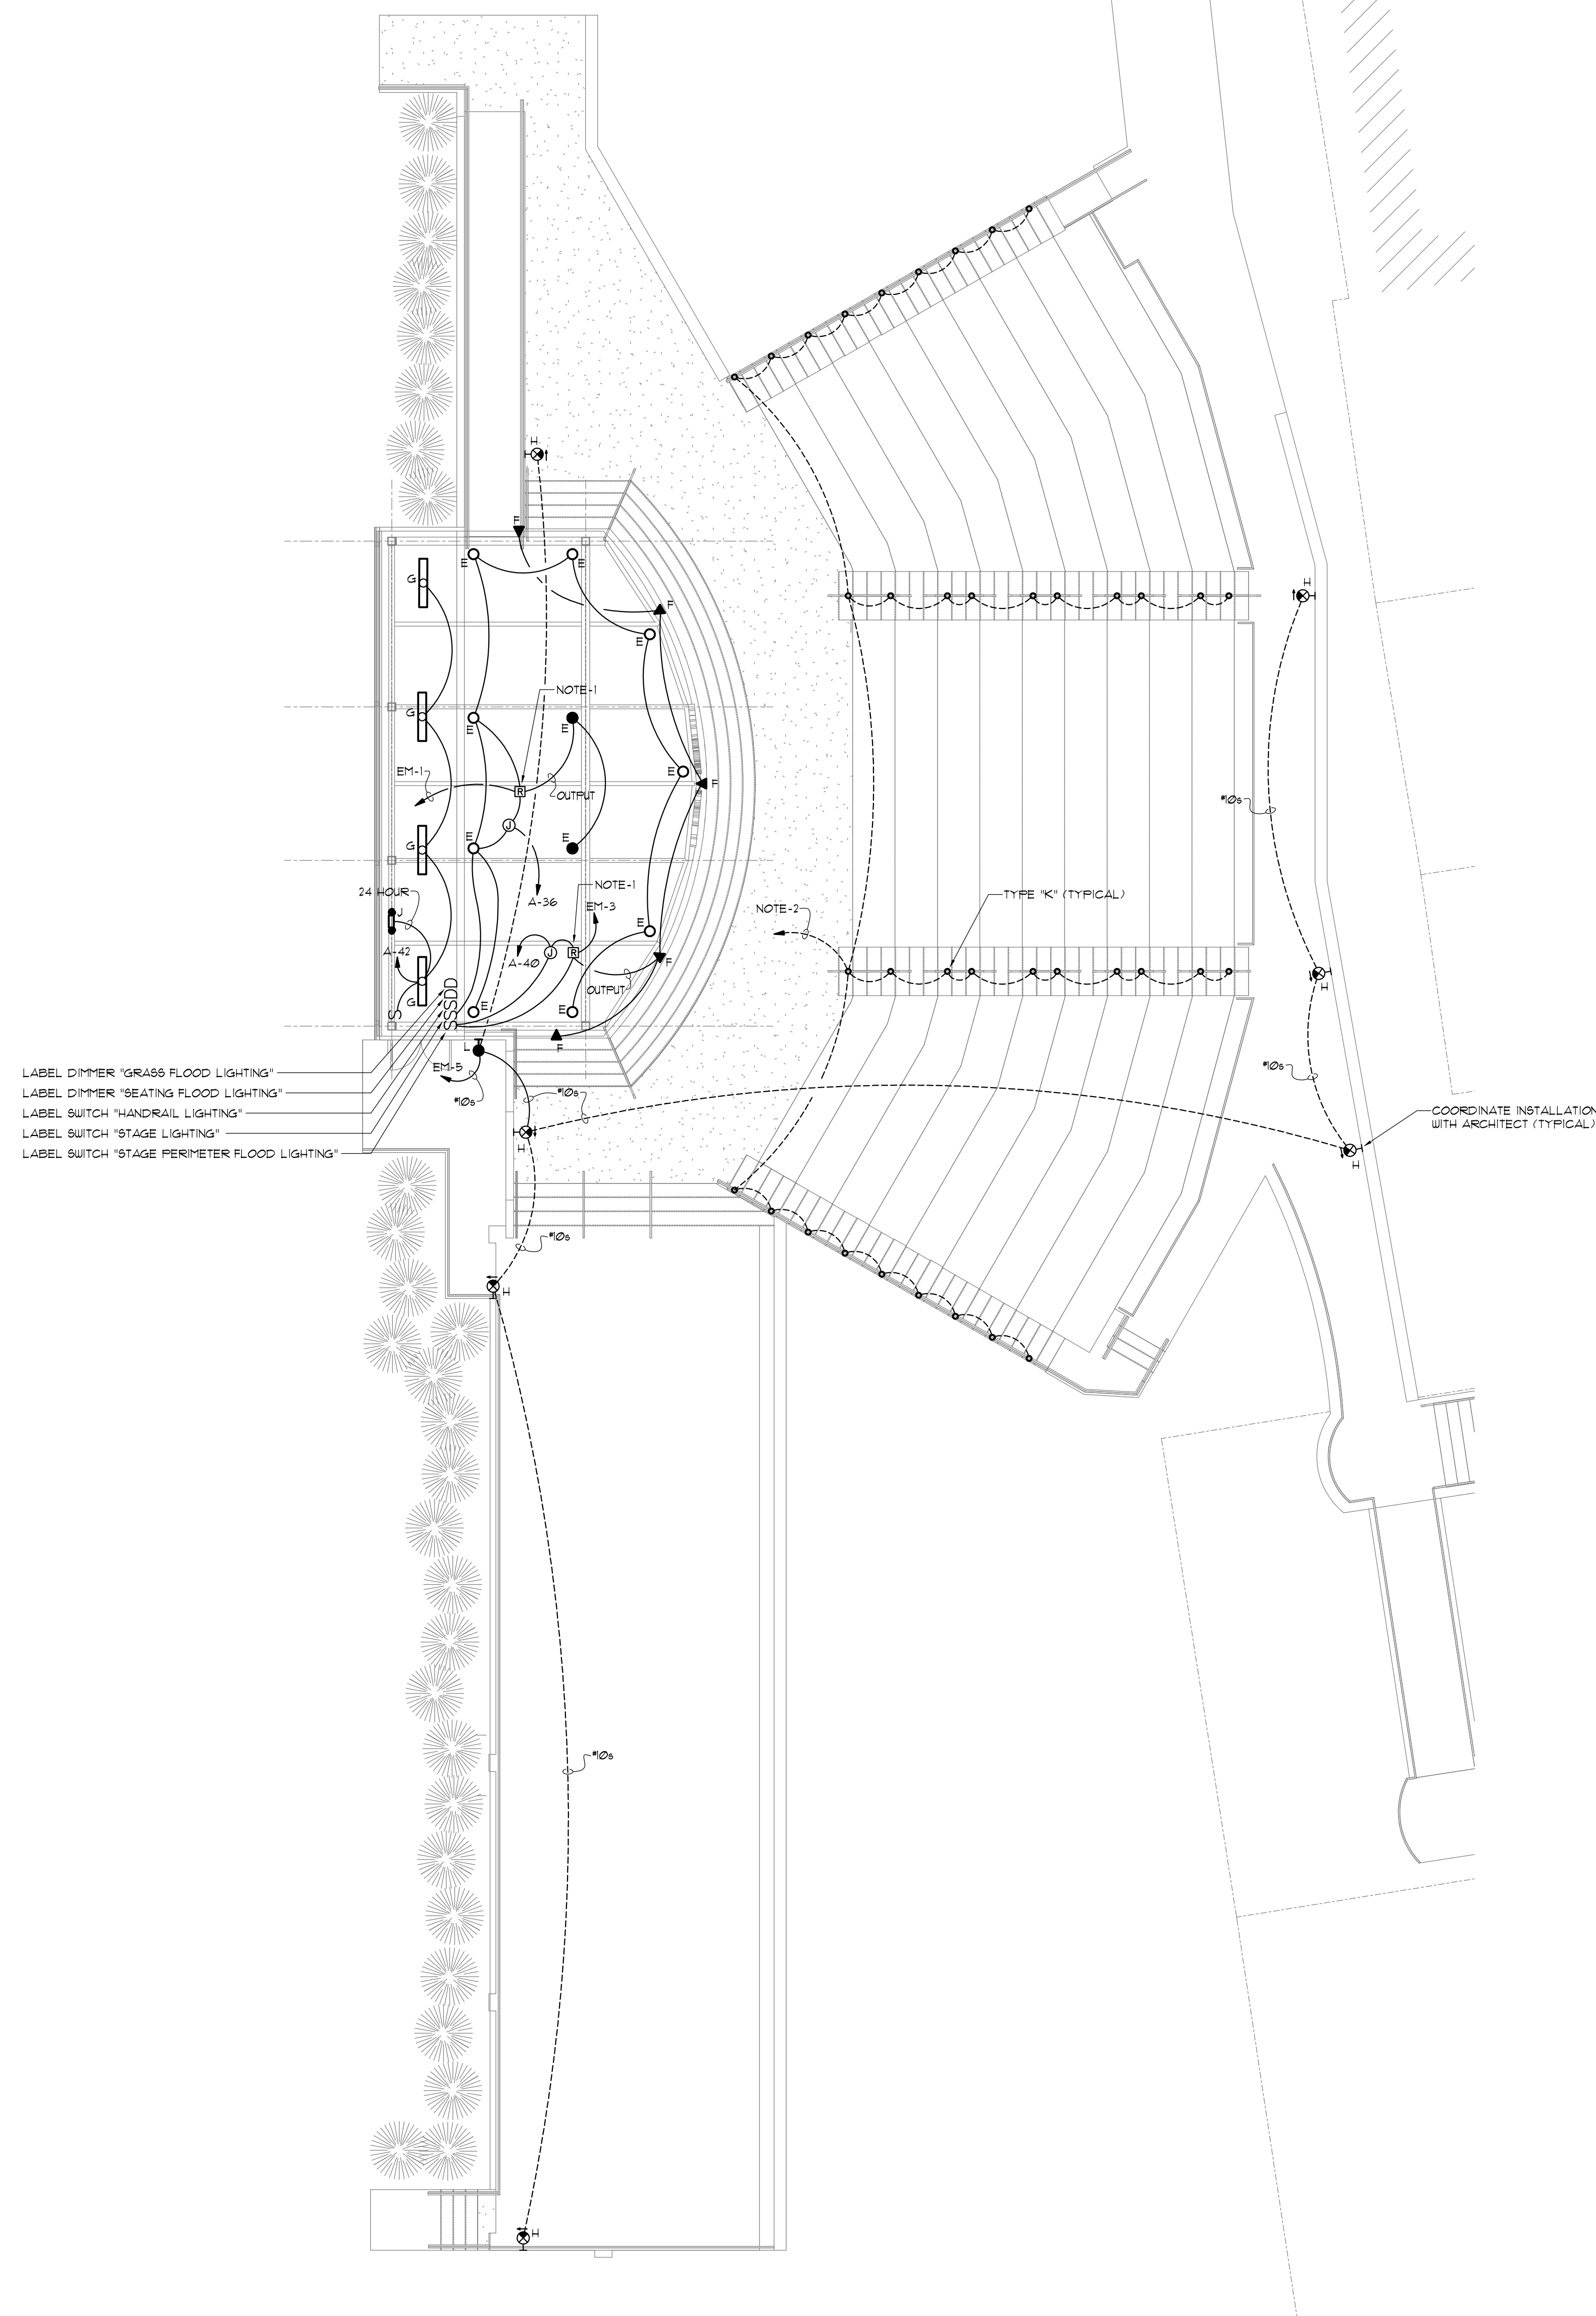 H
F
E
E
G
F
H
E
NOTE-1
G
E
E
E
EM-1
F
R
OUTPUT
#10s
J
E
E
G
24 HOUR
NOTE-1
TYPE "K" (TYPICAL)
A-36
EM-3
NOTE-2
J
E
A-42
A-40
J
R
F
H
G
OUTPUT
SSSDD
S
E
E
L
F
EM-5
#10s
LABEL DIMMER "GRASS FLOOD LIGHTING"
LABEL DIMMER "SEATING FLOOD LIGHTING"
#10s
#10s
LABEL SWITCH "HANDRAIL LIGHTING"
COORDINATE INSTALLATION
WITH ARCHITECT (TYPICAL)
LABEL SWITCH "STAGE LIGHTING"
LABEL SWITCH "STAGE PERIMETER FLOOD LIGHTING"
H
H
#10s
H
#10s
H